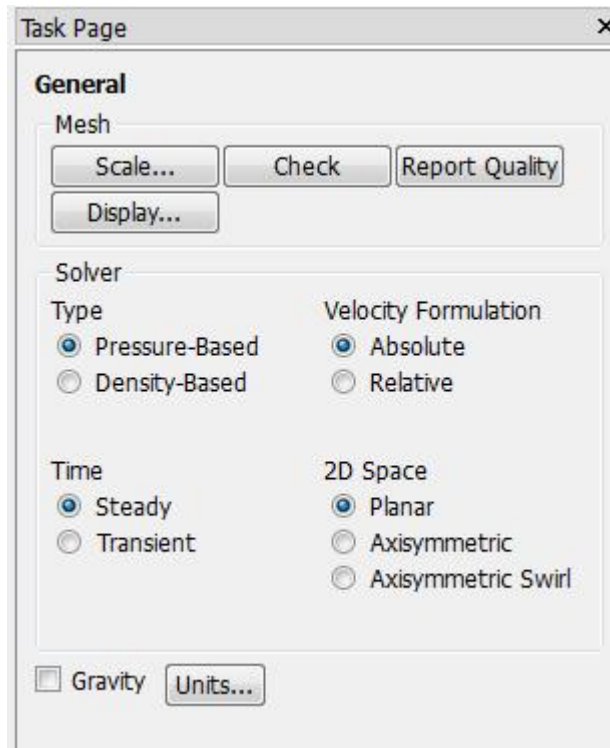 Task Page
General
Mesh
Scale... Check Report Quality
Display...
Solver
Type Velocity Formulation
Pressure-Based Absolute
Density-Based Relative
Time 2D Space
Steady Planar
Transient Axisymmetric
Axisymmetric Swirl
Gravity Units...